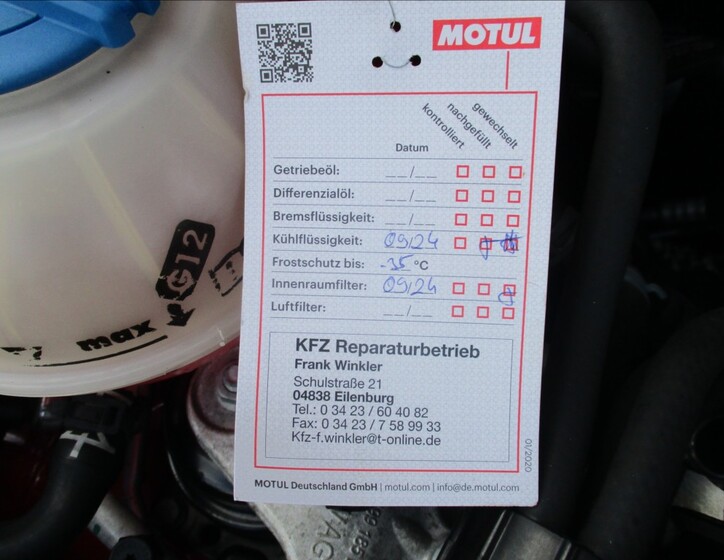 MOTUL
kontrolliert
nachgefüllt
gewechselt
Datum
Getriebeöl: __/__
Differenzialöl: __/__
Bremsflüssigkeit: __/__
Kühlflüssigkeit: 09/24
Frostschutz bis: -35 °C
Innenraumfilter: 09/24
Luftfilter: __/__
KFZ Reparaturbetrieb
Frank Winkler
Schulstraße 21
04838 Eilenburg
Tel.: 0 34 23 / 60 40 82
Fax: 0 34 23 / 7 58 99 33
Kfz-f.winkler@t-online.de
01/2020
MOTUL Deutschland GmbH | motul.com | info@de.motul.com
G12
max